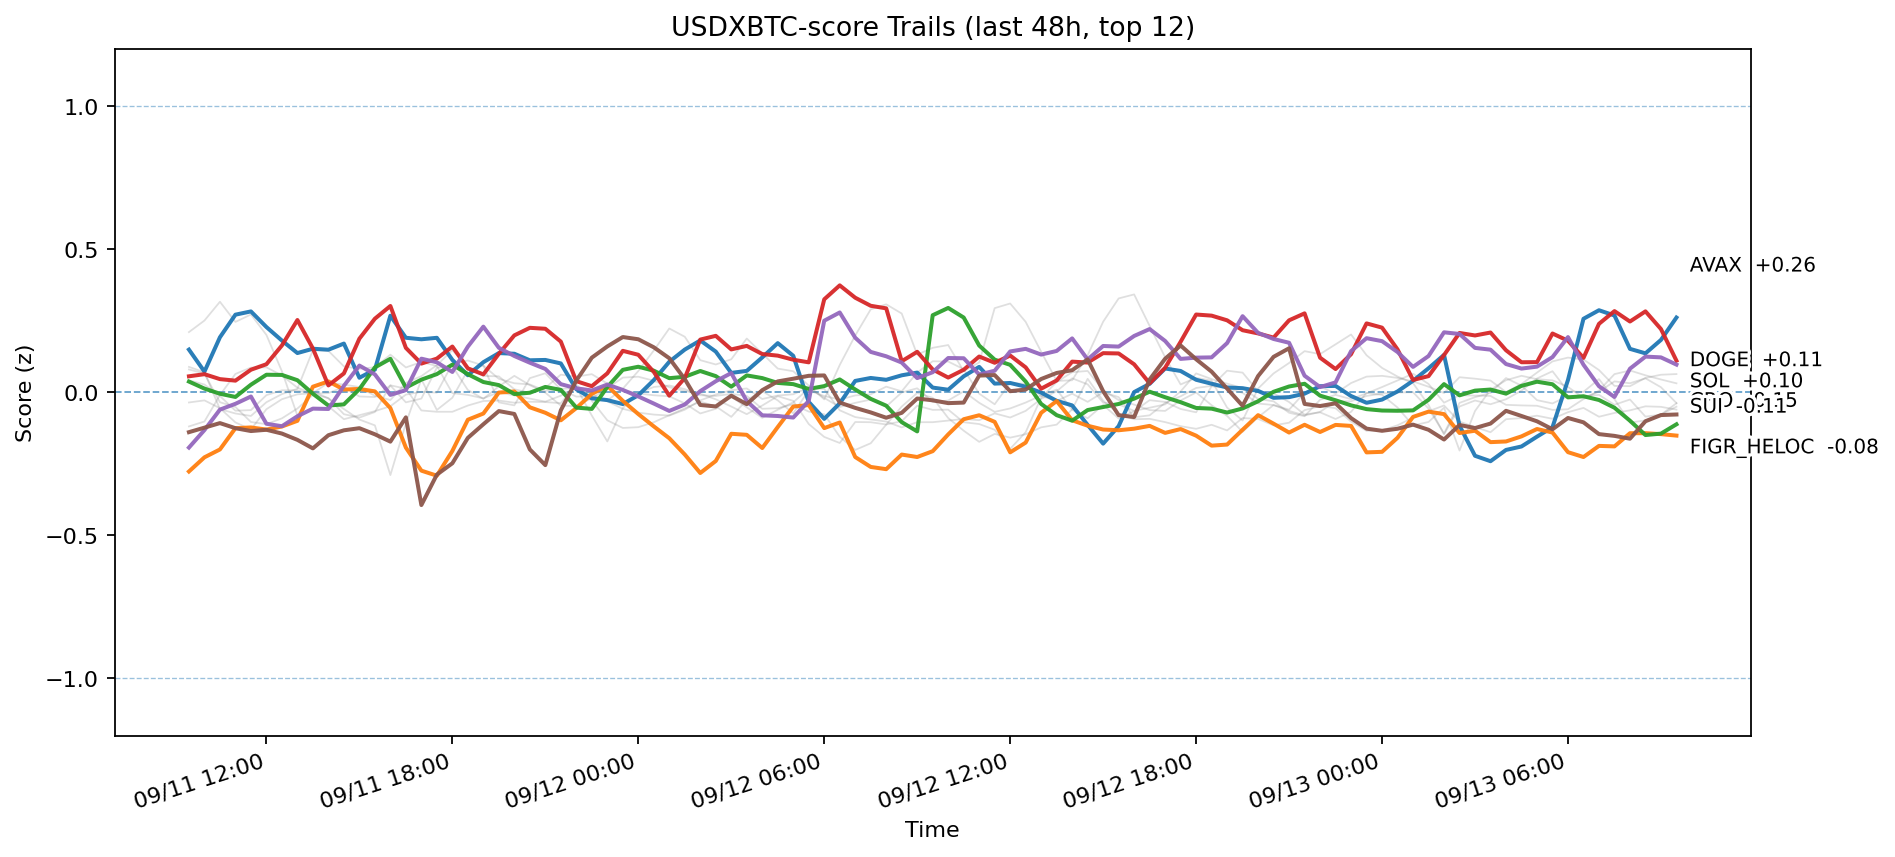 USDXBTC-score Trails (last 48h, top 12)
1.0
0.5
0.0
−0.5
−1.0
Score (z)
AVAX +0.26
DOGE +0.11
SOL +0.10
SUI -0.11
FIGR_HELOC -0.08
09/11 12:00
09/11 18:00
09/12 00:00
09/12 06:00
09/12 12:00
09/12 18:00
09/13 00:00
09/13 06:00
Time